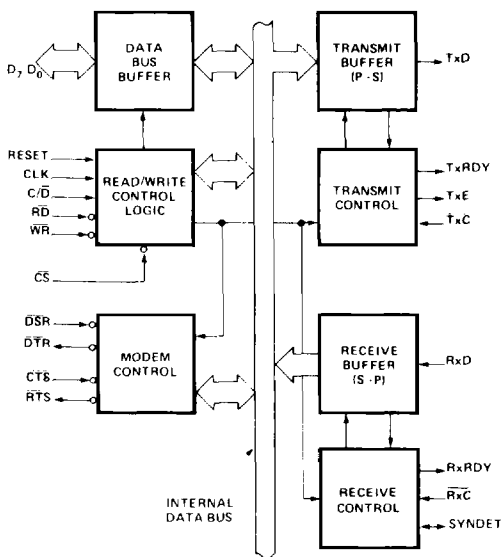 DATA
BUS
BUFFER
D7, D0
TRANSMIT
BUFFER
(P - S)
TxD
RESET
CLK
C/D̅
R̅D̅
W̅R̅
C̅S̅
READ/WRITE
CONTROL
LOGIC
TRANSMIT
CONTROL
TxRDY
TxE
T̅x̅C̅
D̅S̅R̅
D̅T̅R̅
C̅T̅S̅
R̅T̅S̅
MODEM
CONTROL
RECEIVE
BUFFER
(S - P)
RxD
INTERNAL
DATA BUS
RECEIVE
CONTROL
RxRDY
R̅x̅C̅
SYNDET